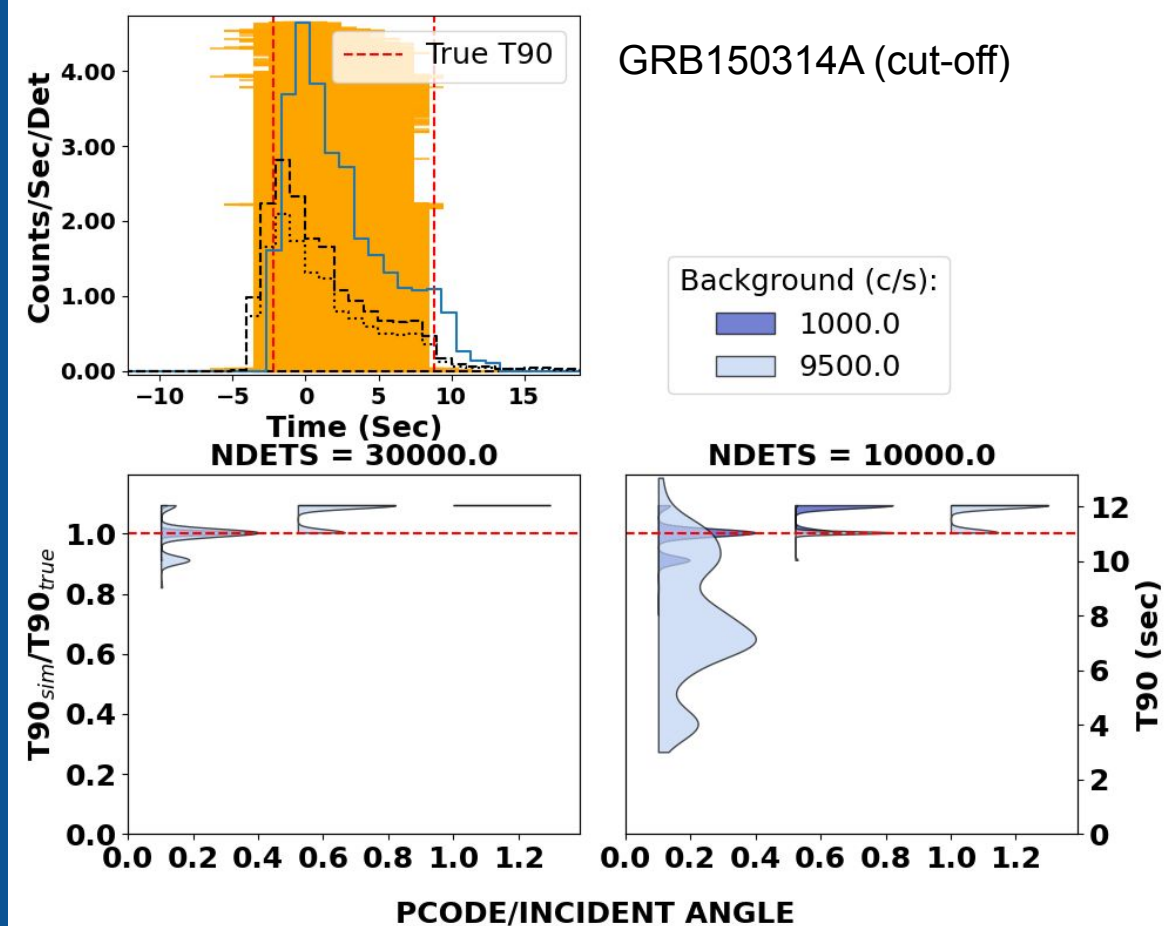 GRB150314A (cut-off)
True T90
Counts/Sec/Det
4.00
3.00
2.00
1.00
0.00
−10 −5 0 5 10 15
Time (Sec)
Background (c/s):
1000.0
9500.0
NDETS = 30000.0
T90sim/T90true
1.0
0.8
0.6
0.4
0.2
0.0
0.0 0.2 0.4 0.6 0.8 1.0 1.2
NDETS = 10000.0
12
10
8
6
4
2
0
T90 (sec)
0.0 0.2 0.4 0.6 0.8 1.0 1.2
PCODE/INCIDENT ANGLE